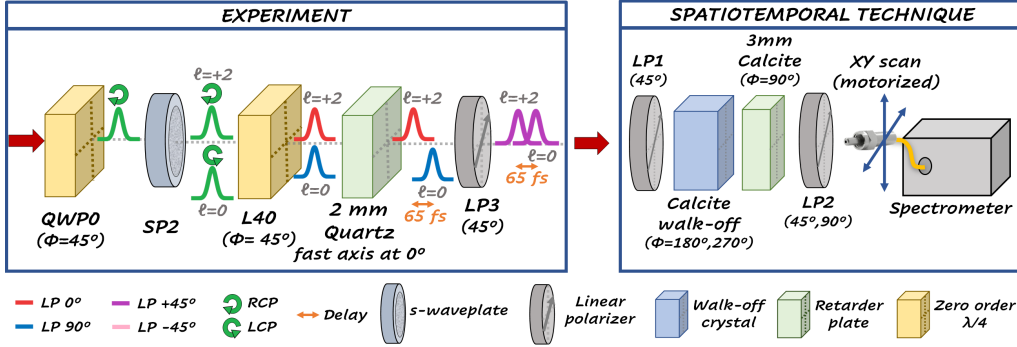 EXPERIMENT
ℓ=+2
ℓ=+2
ℓ=+2
ℓ=+2
ℓ=0
ℓ=0
ℓ=0
ℓ=0
65 fs
65 fs
QWP0
(Φ=45º)
SP2
L40
(Φ= 45º)
2 mm
Quartz
fast axis at 0º
LP3
(45º)
SPATIOTEMPORAL TECHNIQUE
LP1
(45º)
3mm
Calcite
(Φ=90º)
XY scan
(motorized)
Calcite
walk-off
(Φ=180º,270º)
LP2
(45º,90º)
Spectrometer
LP 0º
LP 90º
LP +45º
LP -45º
RCP
LCP
Delay
s-waveplate
Linear
polarizer
Walk-off
crystal
Retarder
plate
Zero order
λ/4